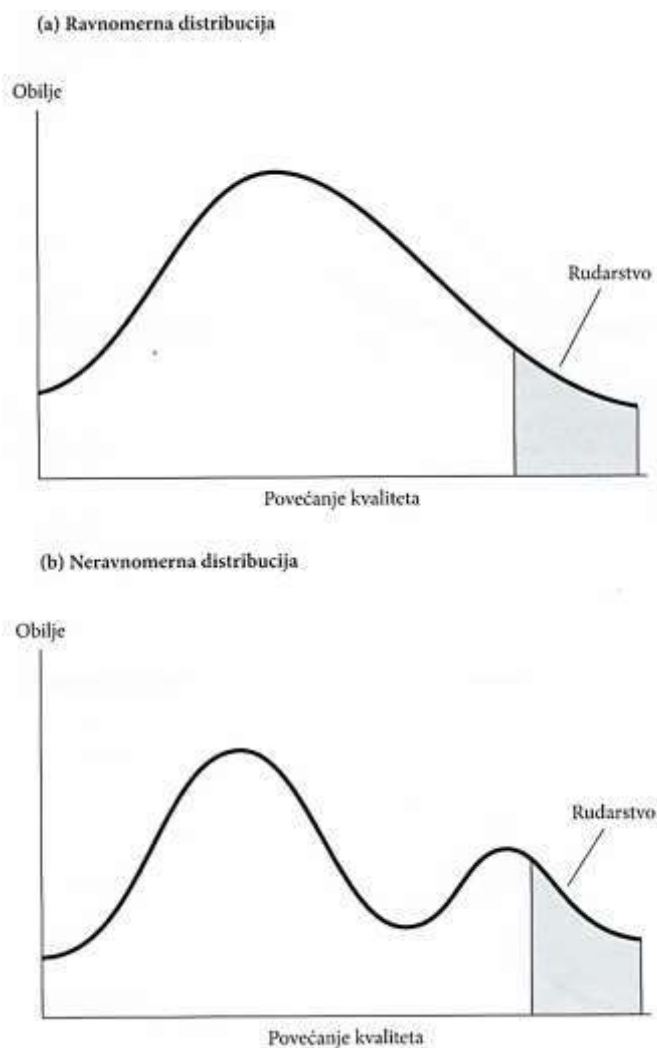 (a) Ravnomerna distribucija
Obilje
Rudarstvo
Povećanje kvaliteta
(b) Neravnomerna distribucija
Obilje
Rudarstvo
Povećanje kvaliteta